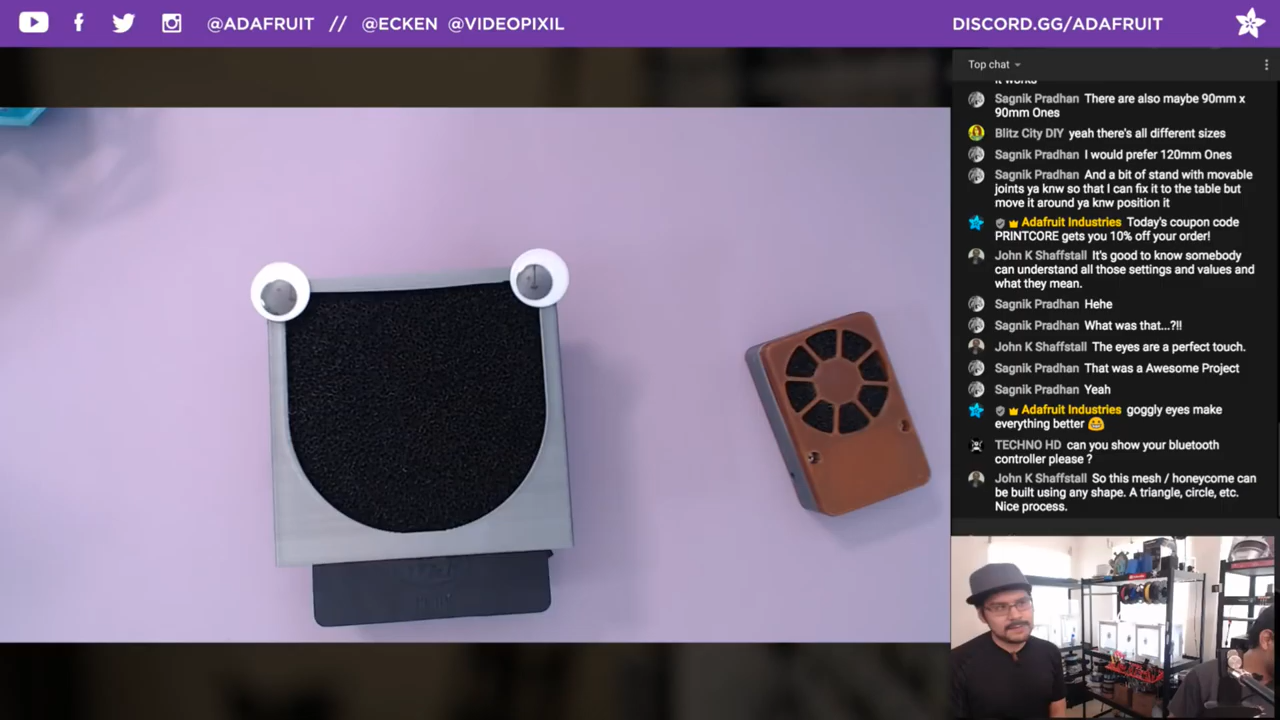 @ADAFRUIT // @ECKEN @VIDEOPIXIL
DISCORD.GG/ADAFRUIT
Top chat
it works
Sagnik Pradhan There are also maybe 90mm x
90mm Ones
Blitz City DIY yeah there's all different sizes
Sagnik Pradhan I would prefer 120mm Ones
Sagnik Pradhan And a bit of stand with movable
joints ya knw so that I can fix it to the table but
move it around ya knw position it
Adafruit Industries Today's coupon code
PRINTCORE gets you 10% off your order!
John K Shaffstall It's good to know somebody
can understand all those settings and values and
what they mean.
Sagnik Pradhan Hehe
Sagnik Pradhan What was that...?!!
John K Shaffstall The eyes are a perfect touch.
Sagnik Pradhan That was a Awesome Project
Sagnik Pradhan Yeah
Adafruit Industries goggly eyes make
everything better 😁
TECHNO HD can you show your bluetooth
controller please ?
John K Shaffstall So this mesh / honeycome can
be built using any shape. A triangle, circle, etc.
Nice process.